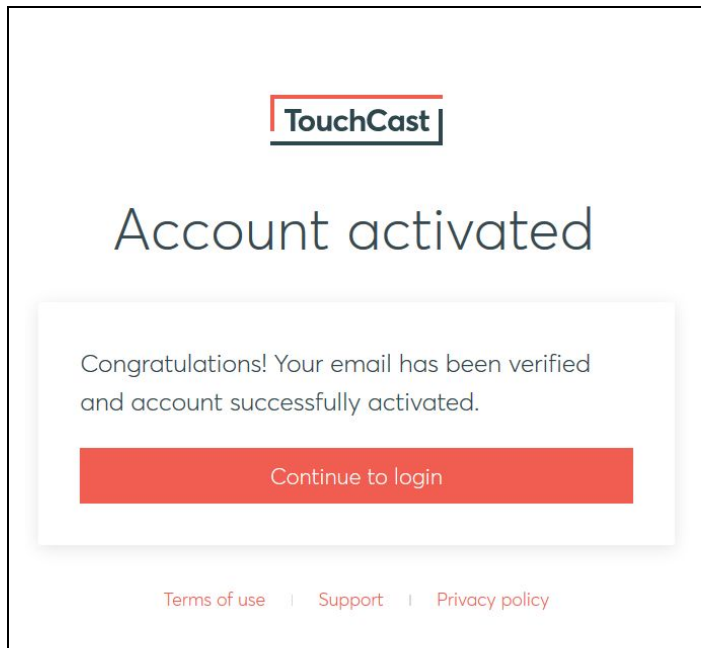 TouchCast
Account activated
Congratulations! Your email has been verified
and account successfully activated.
Continue to login
Terms of use | Support | Privacy policy